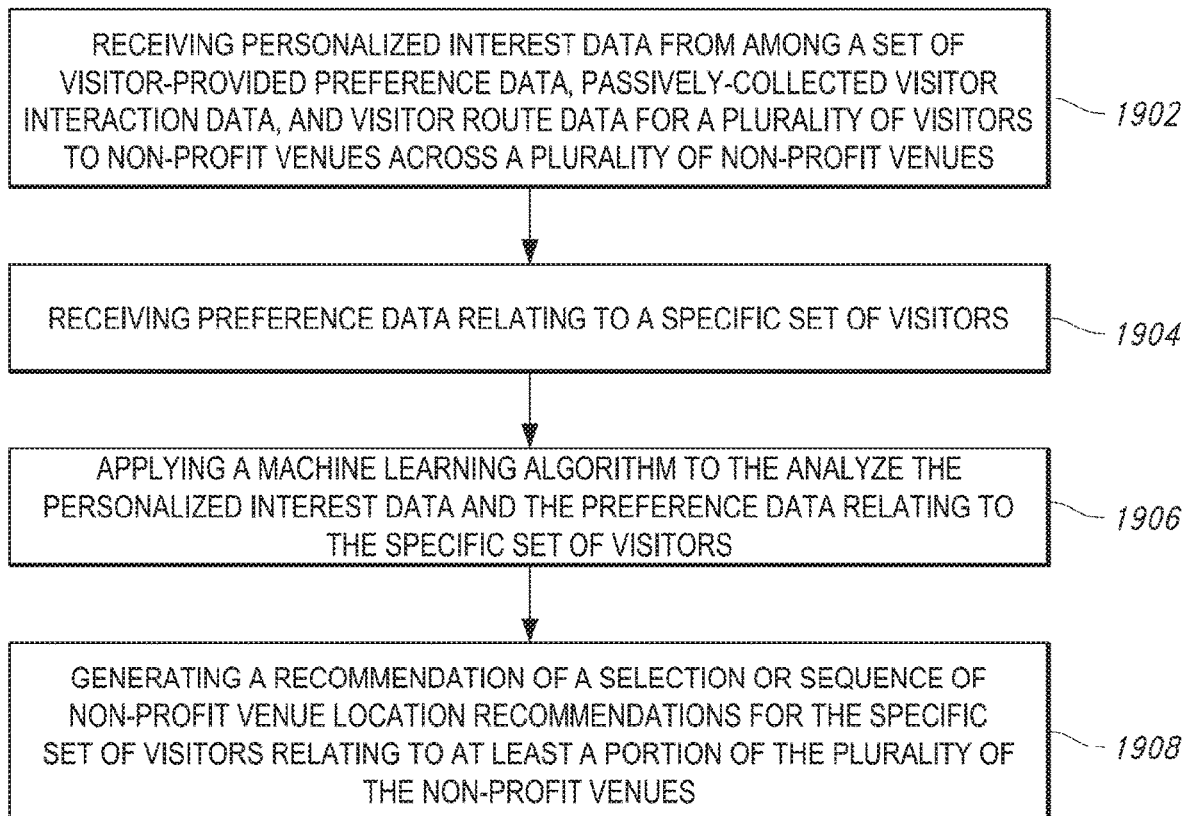 RECEIVING PERSONALIZED INTEREST DATA FROM AMONG A SET OF
VISITOR-PROVIDED PREFERENCE DATA, PASSIVELY-COLLECTED VISITOR
INTERACTION DATA, AND VISITOR ROUTE DATA FOR A PLURALITY OF VISITORS
TO NON-PROFIT VENUES ACROSS A PLURALITY OF NON-PROFIT VENUES
1902
RECEIVING PREFERENCE DATA RELATING TO A SPECIFIC SET OF VISITORS
1904
APPLYING A MACHINE LEARNING ALGORITHM TO THE ANALYZE THE
PERSONALIZED INTEREST DATA AND THE PREFERENCE DATA RELATING TO
THE SPECIFIC SET OF VISITORS
1906
GENERATING A RECOMMENDATION OF A SELECTION OR SEQUENCE OF
NON-PROFIT VENUE LOCATION RECOMMENDATIONS FOR THE SPECIFIC
SET OF VISITORS RELATING TO AT LEAST A PORTION OF THE PLURALITY OF
THE NON-PROFIT VENUES
1908